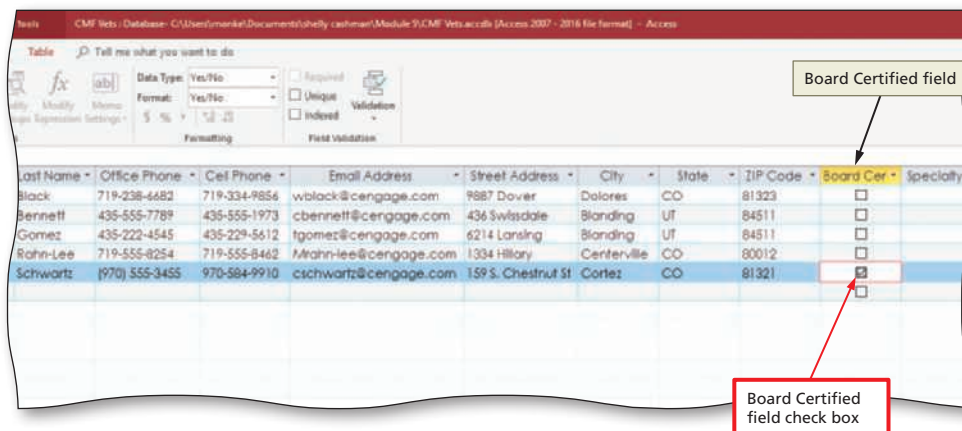 Tools CMF Vets : Database- C:\Users\monke\Documents\shelly cashman\Module 9\CMF Vets.accdb (Access 2007 - 2016 file format) - Access
Table Tell me what you want to do
fx ab| Data Type: Yes/No Required
Modify Memo Format: Yes/No Unique Validation
Expression Settings $ % , Indexed
Formatting Field Validation
Board Certified field
Last Name Office Phone Cell Phone Email Address Street Address City State ZIP Code Board Cer Specialty
Black 719-238-6682 719-334-9856 wblack@cengage.com 9887 Dover Dolores CO 81323
Bennett 435-555-7789 435-555-1973 cbennett@cengage.com 436 Swissdale Blanding UT 84511
Gomez 435-222-4545 435-229-5612 tgomez@cengage.com 6214 Lansing Blanding UT 84511
Rahn-Lee 719-555-8254 719-555-8462 Mrahn-lee@cengage.com 1334 Hillary Centerville CO 80012
Schwartz (970) 555-3455 970-584-9910 cschwartz@cengage.com 159 S. Chestnut St Cortez CO 81321
Board Certified
field check box